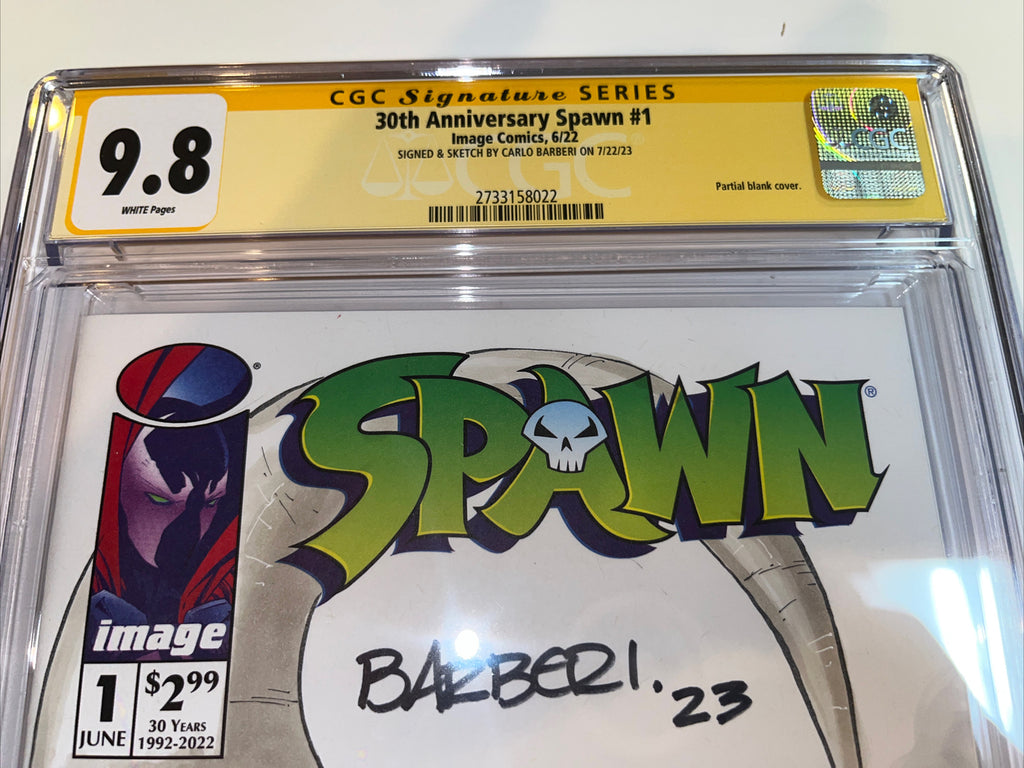 CGC Signature SERIES
30th Anniversary Spawn #1
Image Comics, 6/22
SIGNED & SKETCH BY CARLO BARBERI ON 7/22/23
9.8
WHITE Pages
CGC
2733158022
Partial blank cover.
CGC
SPAWN®
®
image
1
JUNE
$2.99
30 YEARS
1992-2022
BARBERI.
23